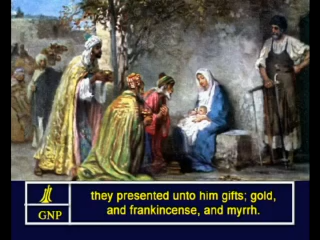 they presented unto him gifts; gold,
and frankincense, and myrrh.
GNP